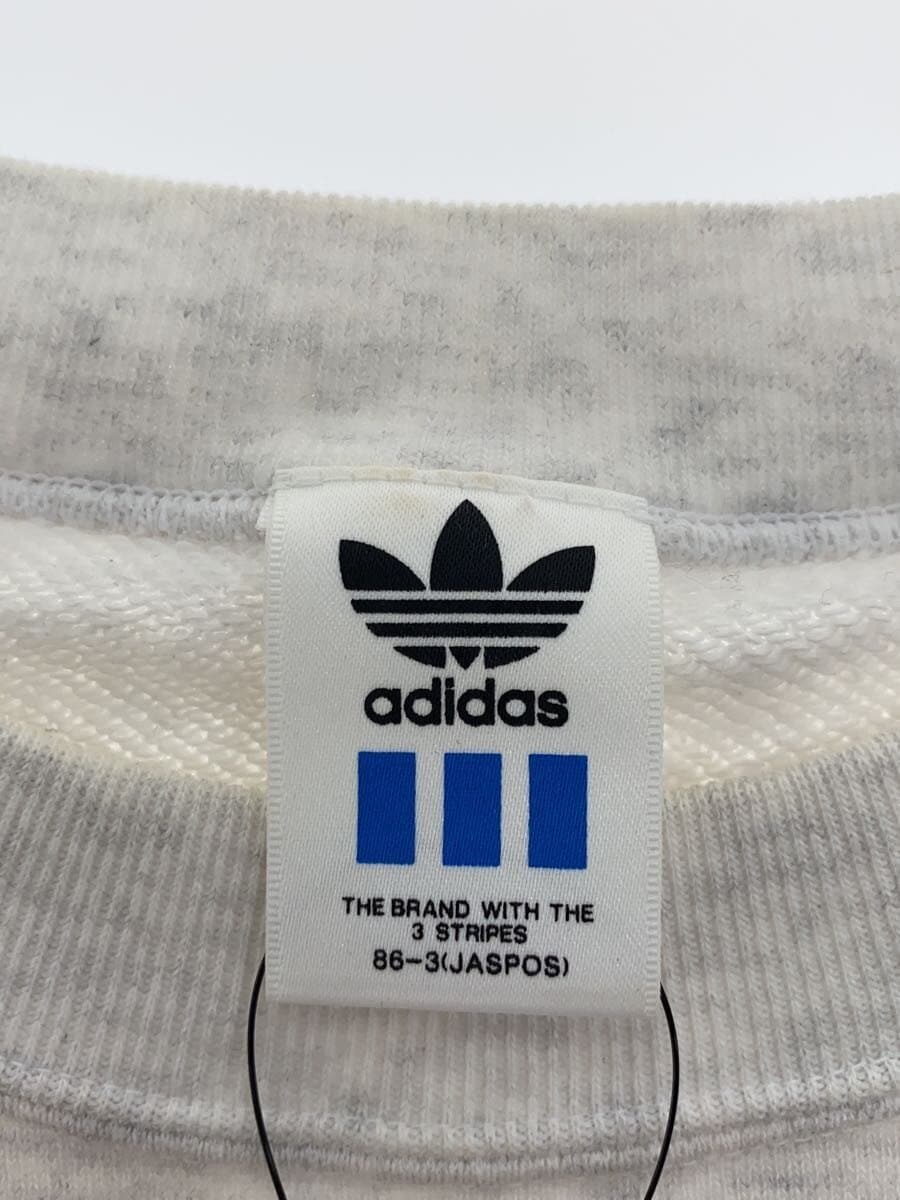 adidas
THE BRAND WITH THE
3 STRIPES
86-3(JASPOS)